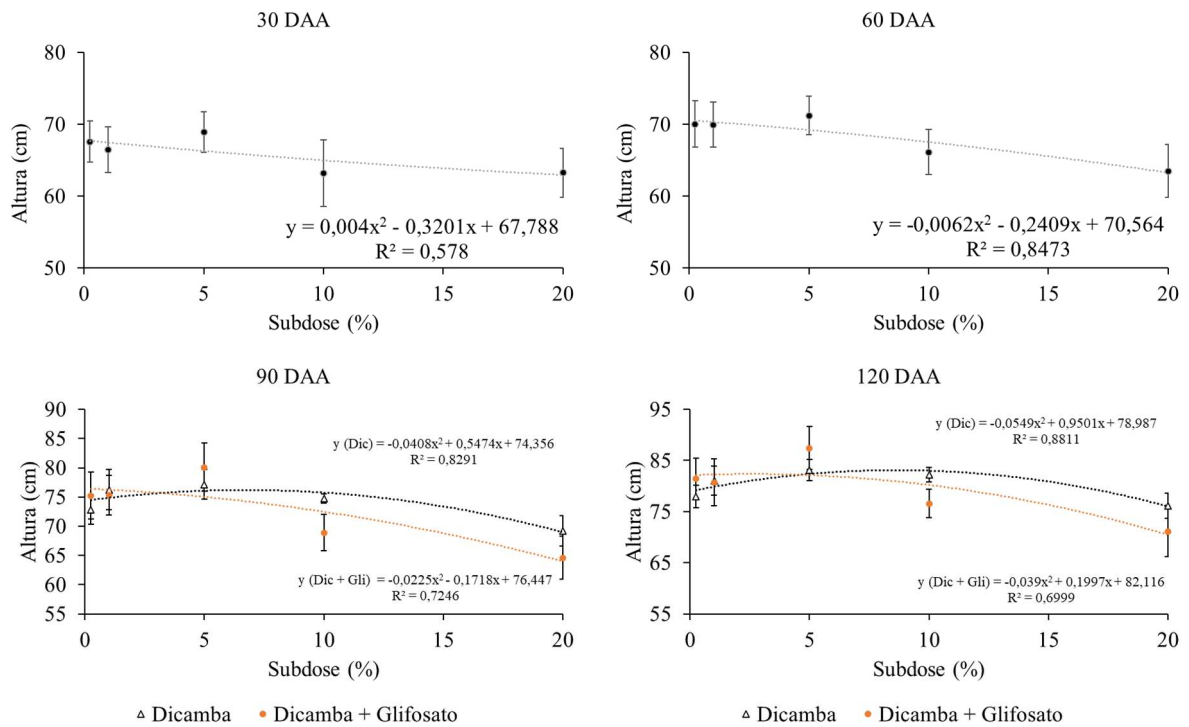 30 DAA
80
70
60
50
Altura (cm)
y = 0,004x² - 0,3201x + 67,788
R² = 0,578
0 5 10 15 20
Subdose (%)
60 DAA
80
70
60
50
Altura (cm)
y = -0,0062x² - 0,2409x + 70,564
R² = 0,8473
0 5 10 15 20
Subdose (%)
90 DAA
90
85
80
75
70
65
60
55
Altura (cm)
y (Dic) = -0,0408x² + 0,5474x + 74,356
R² = 0,8291
y (Dic + Gli) = -0,0225x² - 0,1718x + 76,447
R² = 0,7246
0 5 10 15 20
Subdose (%)
Dicamba Dicamba + Glifosato
120 DAA
95
85
75
65
55
Altura (cm)
y (Dic) = -0,0549x² + 0,9501x + 78,987
R² = 0,8811
y (Dic + Gli) = -0,039x² + 0,1997x + 82,116
R² = 0,6999
0 5 10 15 20
Subdose (%)
Dicamba Dicamba + Glifosato